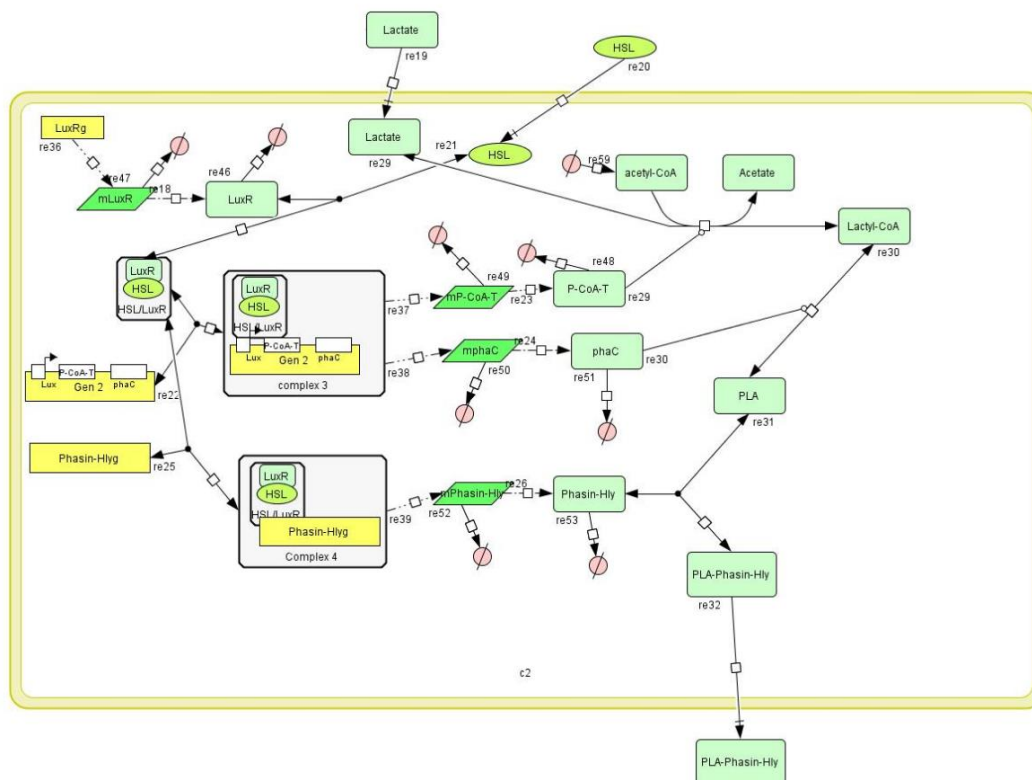 Lactate
re19
HSL
re20
LuxRg
re36
Lactate
re29
re21
HSL
re59
acetyl-CoA
Acetate
re47
mLuxR
re18
re46
LuxR
Lactyl-CoA
re30
LuxR
HSL
HSL/LuxR
LuxR
HSL
HSL/LuxR
Lux
P-CoA-T
phaC
Gen 2
complex 3
re37
re38
re49
mP-CoA-T
re23
re48
P-CoA-T
re29
mphaC
re24
re50
phaC
re30
re51
Lux
P-CoA-T
phaC
Gen 2
re22
PLA
re31
Phasin-Hlyg
re25
LuxR
HSL
HSL/LuxR
Phasin-Hlyg
Complex 4
re39
mPhasin-Hly
re26
re52
Phasin-Hly
re53
PLA-Phasin-Hly
re32
c2
PLA-Phasin-Hly